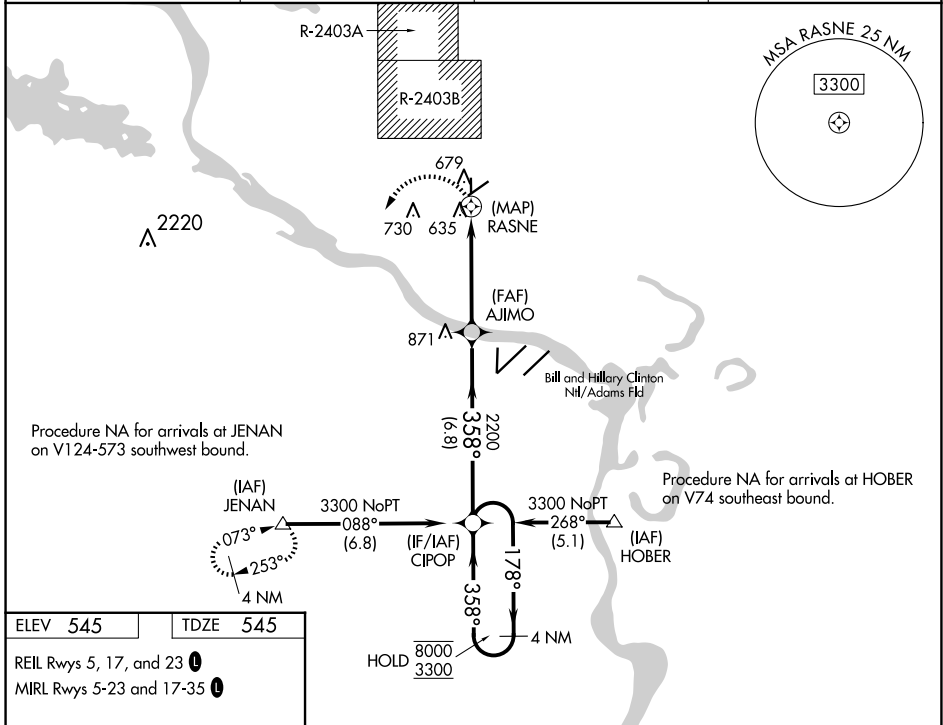 R-2403A
R-2403B
MSA RASNE 25 NM
3300
679
730
635
(MAP)
RASNE
2220
(FAF)
AJIMO
871
Bill and Hillary Clinton
Ntl/Adams Fld
2200
358°
(6.8)
Procedure NA for arrivals at JENAN
on V124-573 southwest bound.
Procedure NA for arrivals at HOBER
on V74 southeast bound.
(IAF)
JENAN
3300 NoPT
088°
(6.8)
(IF/IAF)
CIPOP
3300 NoPT
268°
(5.1)
(IAF)
HOBER
073°
253°
4 NM
178°
358°
4 NM
HOLD
8000
3300
ELEV 545
TDZE 545
REIL Rwys 5, 17, and 23 L
MIRL Rwys 5-23 and 17-35 L